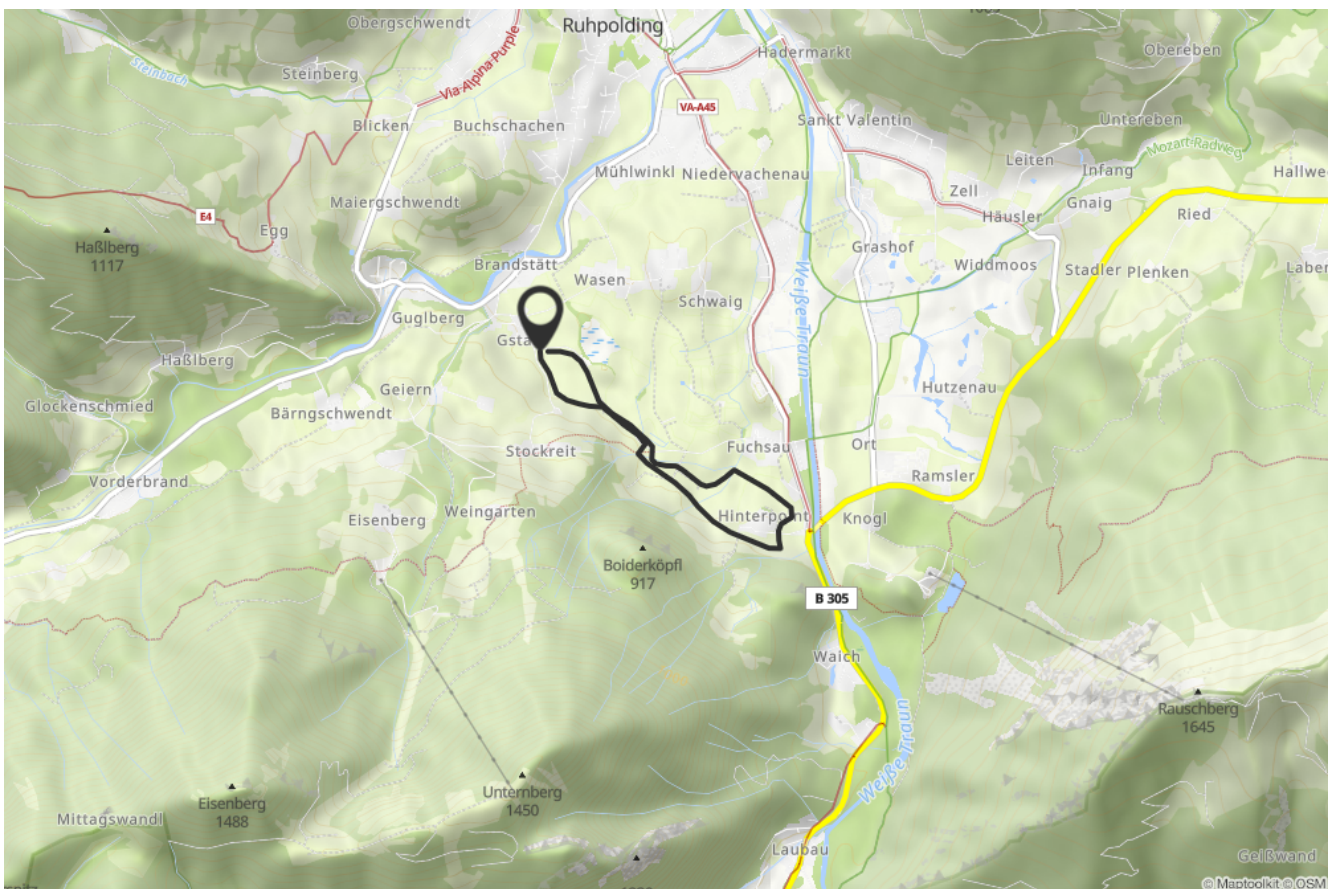 Obergschwendt
Ruhpolding
Hadermarkt
Obereben
Steinbach
Steinberg
Via Alpina Purple
VA-A45
Blicken
Buchschachen
Sankt Valentin
Untereben
Mozart-Radweg
Leiten
Infang
Mühlwinkl
Niedervachenau
Hallwe
Zell
Maiergschwendt
Häusler
Gnaig
Ried
E4
Egg
Haßlberg
1117
Grashof
Brandstätt
Wasen
Widdmoos
Stadler
Plenken
Laber
Schwaig
Weiße Traun
Guglberg
Gsta
Haßlberg
Geiern
Hutzenau
Glockenschmied
Bärngschwendt
Stockreit
Fuchsau
Ort
Ramsler
Vorderbrand
Weingarten
Eisenberg
Hinterpoint
Knogl
Boiderköpfl
917
B 305
Waich
Rauschberg
1645
Weiße Traun
Unternberg
1450
Eisenberg
1488
Mittagswandl
Laubau
Geißwand
© Maptoolkit © OSM